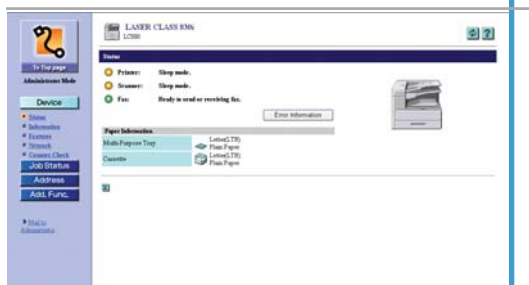 LASER CLASS 830i
LC830i
To Top page
Administrator Mode
Device
Status
Information
Features
Network
Counter Check
Job Status
Address
Add. Func.
Mail to
Administrator
Status
Printer: Sleep mode.
Scanner: Sleep mode.
Fax: Ready to send or receiving fax.
Error Information
Paper Information
Multi-Purpose Tray
Letter(LTR)
Plain Paper
Cassette
Letter(LTR)
Plain Paper